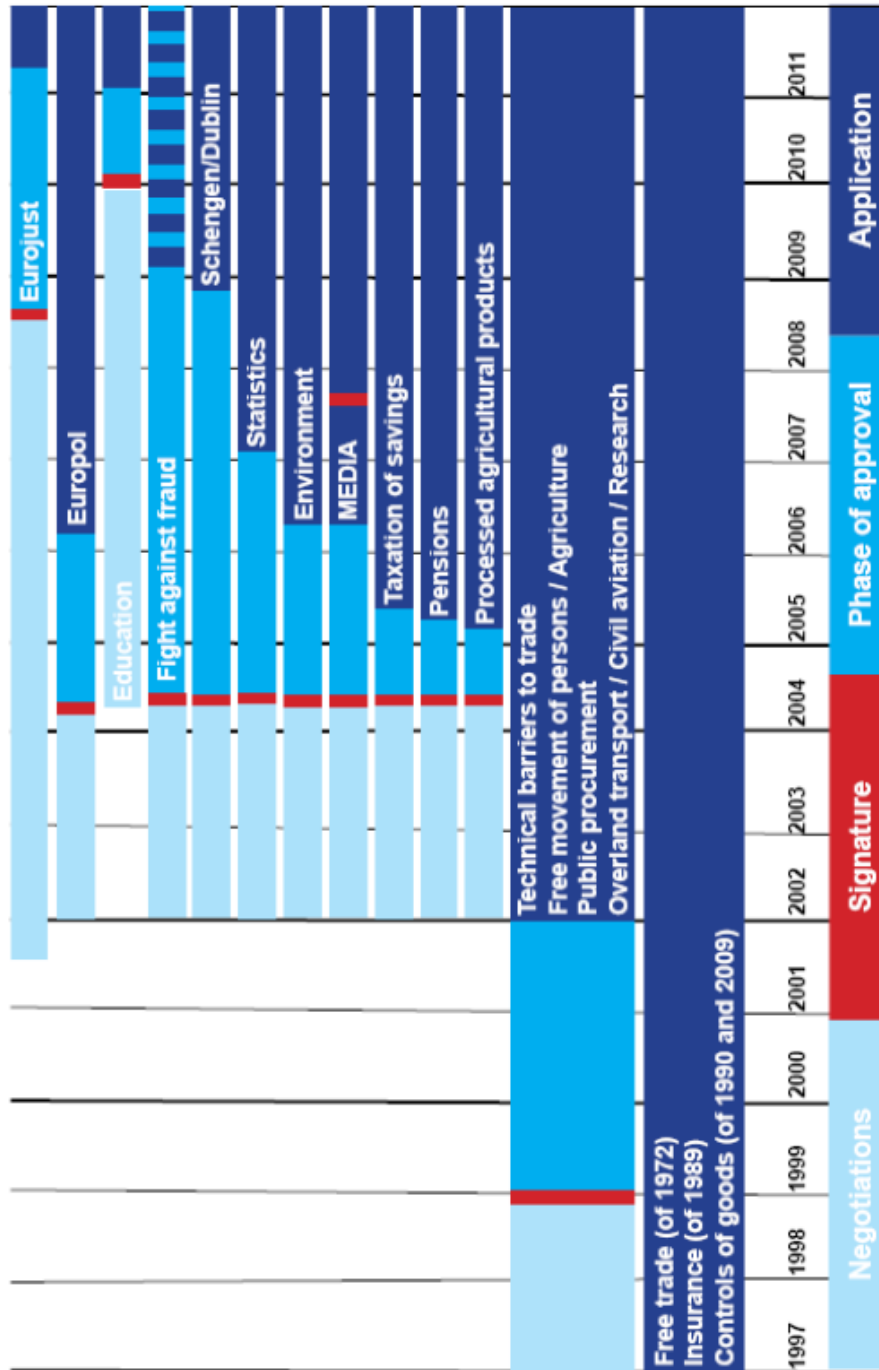 Eurojust
Europol
Education
Fight against fraud
Schengen/Dublin
Statistics
Environment
MEDIA
Taxation of savings
Pensions
Processed agricultural products
Technical barriers to trade
Free movement of persons / Agriculture
Public procurement
Overland transport / Civil aviation / Research
Free trade (of 1972)
Insurance (of 1989)
Controls of goods (of 1990 and 2009)
1997 1998 1999 2000 2001 2002 2003 2004 2005 2006 2007 2008 2009 2010 2011
Negotiations Signature Phase of approval Application